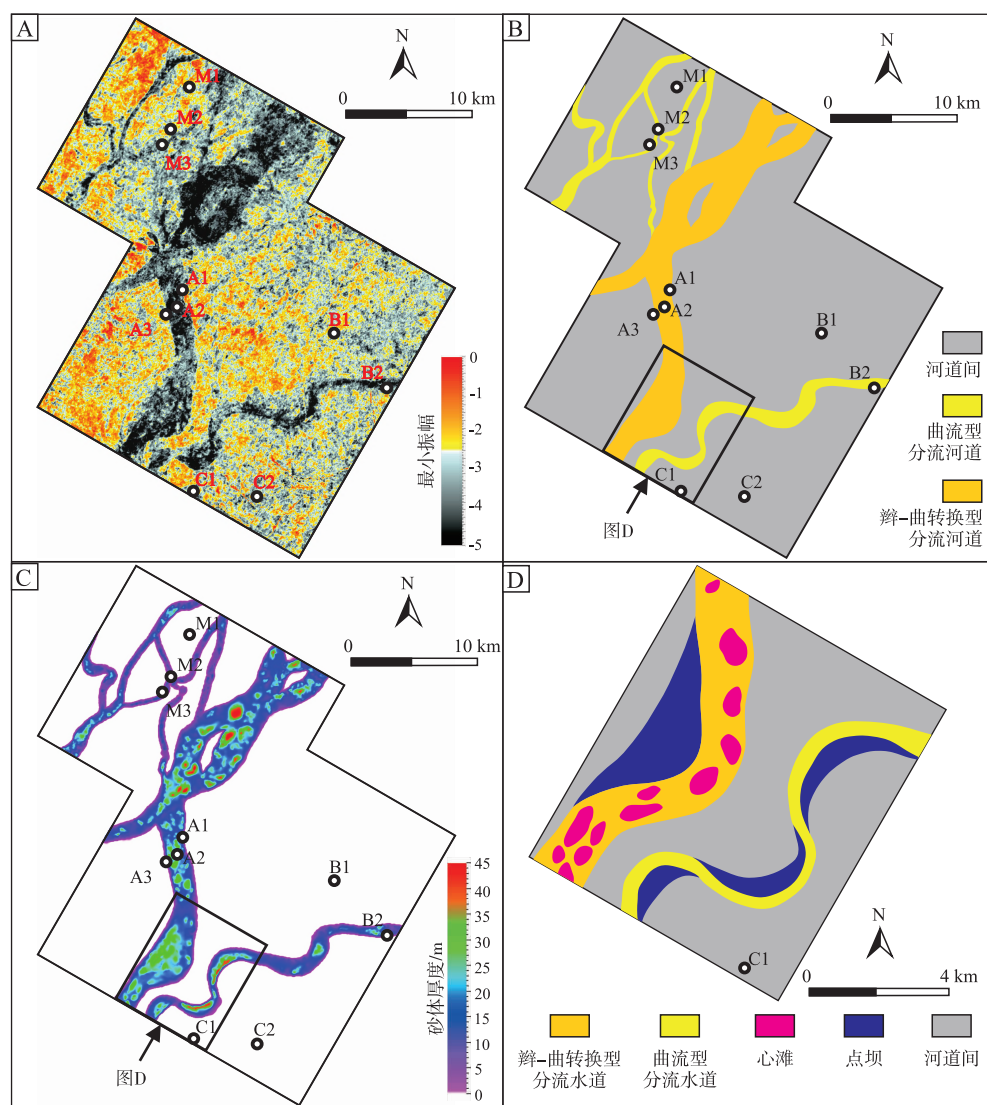 A
N
0
10 km
M1
M2
M3
A1
A2
A3
B1
B2
C1
C2
最小振幅
0
-1
-2
-3
-4
-5
B
N
0
10 km
M1
M2
M3
A1
A2
A3
B1
B2
C1
C2
图D
河道间
曲流型
分流河道
辫-曲转换型
分流河道
C
N
0
10 km
M1
M2
M3
A1
A2
A3
B1
B2
C1
C2
图D
砂体厚度/m
45
40
35
30
25
20
15
10
5
0
D
N
0
4 km
C1
辫-曲转换型
分流水道
曲流型
分流水道
心滩
点坝
河道间